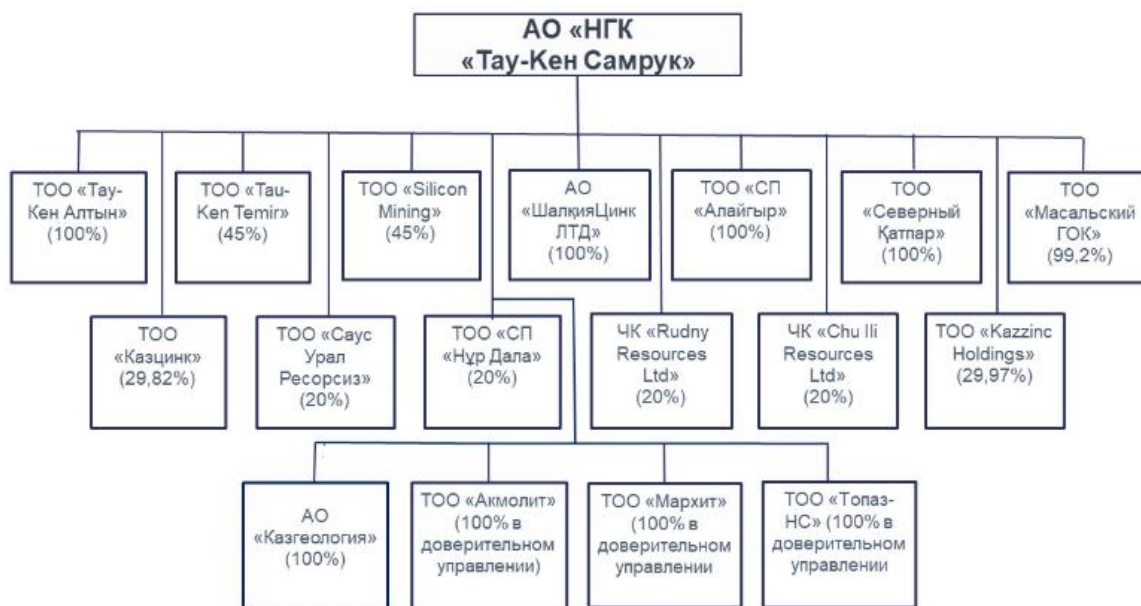 АО «НГК
«Тау-Кен Самрук»
ТОО «Тау-
Кен Алтын»
(100%)
ТОО «Tau-
Ken Temir»
(45%)
ТОО «Silicon
Mining»
(45%)
АО
«ШалқияЦинк
ЛТД»
(100%)
ТОО «СП
«Алайгыр»
(100%)
ТОО
«Северный
Қатпар»
(100%)
ТОО
«Масальский
ГОК»
(99,2%)
ТОО
«Казцинк»
(29,82%)
ТОО «Саус
Урал
Ресорсиз»
(20%)
ТОО «СП
«Нұр Дала»
(20%)
ЧК «Rudny
Resources
Ltd»
(20%)
ЧК «Chu Ili
Resources
Ltd»
(20%)
ТОО «Kazzinc
Holdings»
(29,97%)
АО
«Казгеология»
(100%)
ТОО «Акмолит»
(100% в
доверительном
управлении)
ТОО «Мархит»
(100% в
доверительном
управлении
ТОО «Топаз-
НС» (100% в
доверительном
управлении